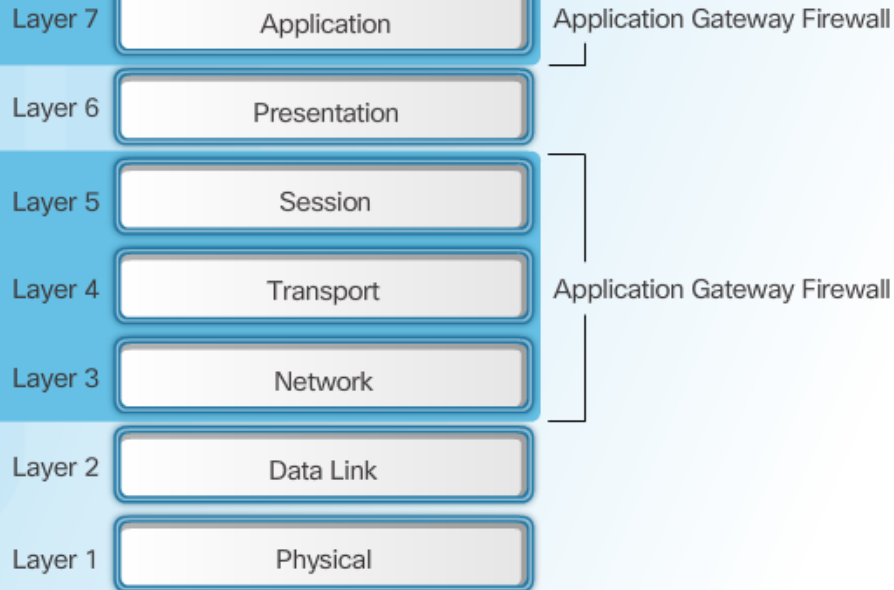 Layer 7 Application Application Gateway Firewall
Layer 6 Presentation
Layer 5 Session
Layer 4 Transport Application Gateway Firewall
Layer 3 Network
Layer 2 Data Link
Layer 1 Physical